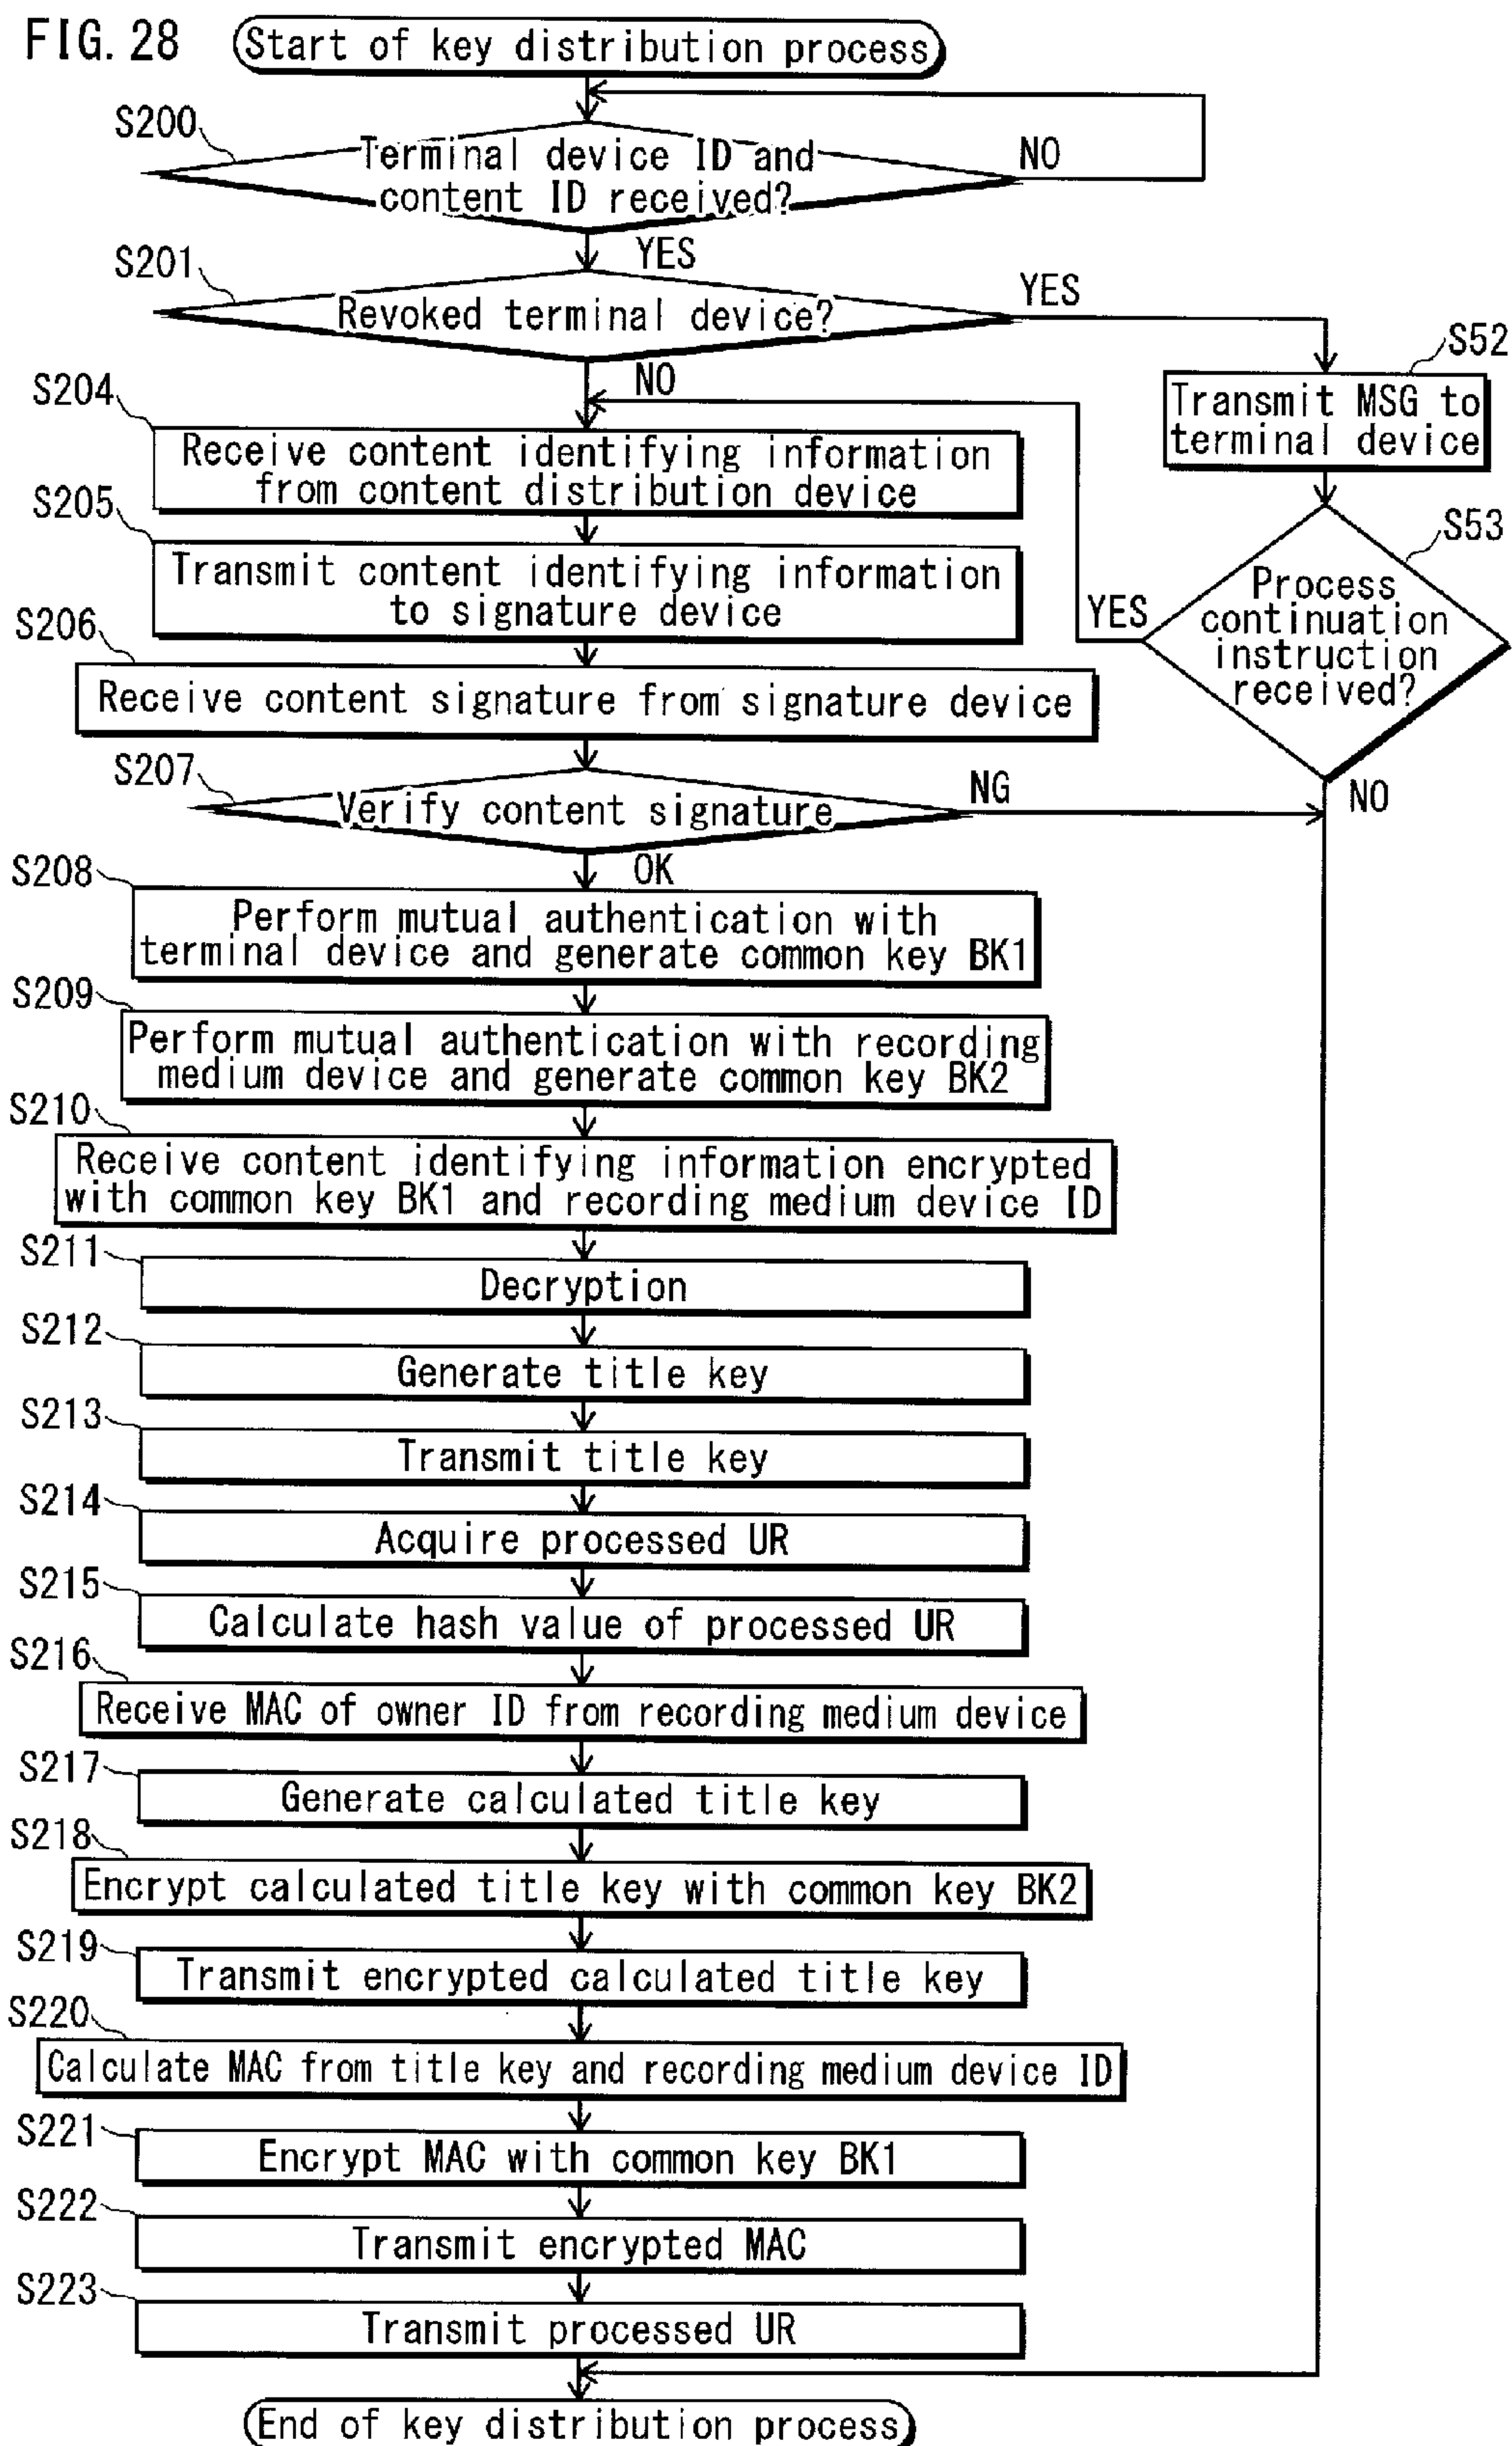 FIG. 28
Start of key distribution process
S200
Terminal device ID and
content ID received?
NO
YES
S201
Revoked terminal device?
YES
NO
S52
Transmit MSG to
terminal device
S53
Process
continuation
instruction
received?
YES
NO
S204
Receive content identifying information
from content distribution device
S205
Transmit content identifying information
to signature device
S206
Receive content signature from signature device
S207
Verify content signature
NG
OK
S208
Perform mutual authentication with
terminal device and generate common key BK1
S209
Perform mutual authentication with recording
medium device and generate common key BK2
S210
Receive content identifying information encrypted
with common key BK1 and recording medium device ID
S211
Decryption
S212
Generate title key
S213
Transmit title key
S214
Acquire processed UR
S215
Calculate hash value of processed UR
S216
Receive MAC of owner ID from recording medium device
S217
Generate calculated title key
S218
Encrypt calculated title key with common key BK2
S219
Transmit encrypted calculated title key
S220
Calculate MAC from title key and recording medium device ID
S221
Encrypt MAC with common key BK1
S222
Transmit encrypted MAC
S223
Transmit processed UR
End of key distribution process